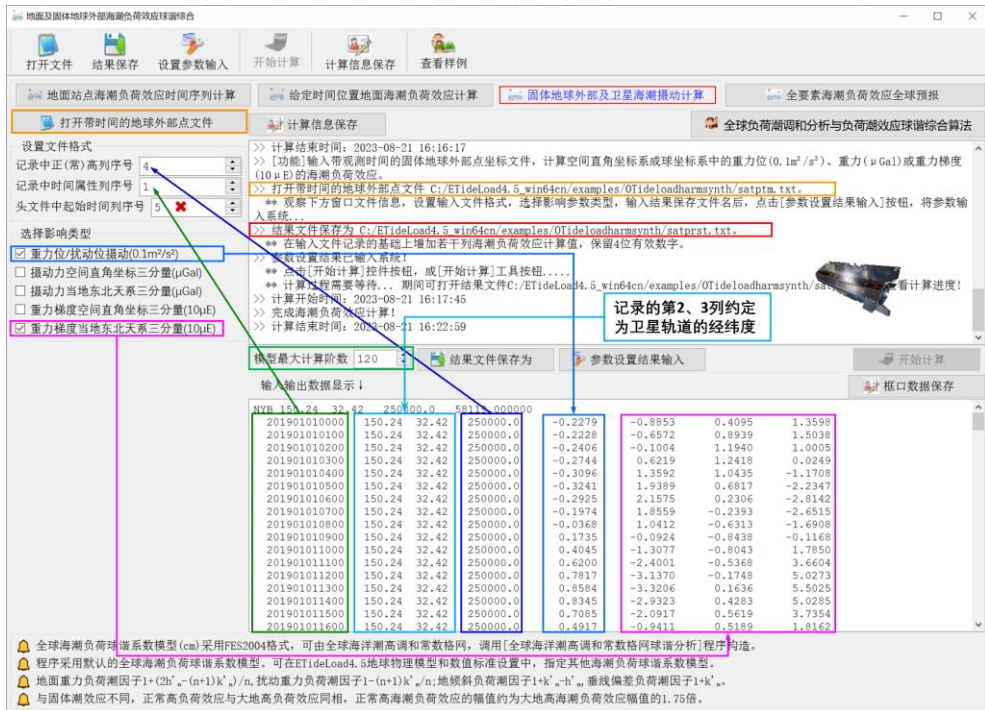 地面及固体地球外部海潮负荷效应球谐综合
打开文件 结果保存 设置参数输入 开始计算 计算信息保存 查看样例
地面站点海潮负荷效应时间序列计算 给定时间位置地面海潮负荷效应计算 固体地球外部及卫星海潮摄动计算 全要素海潮负荷效应全球预报
打开带时间的地球外部点文件 计算信息保存 全球负荷潮调和分析与负荷潮效应球谐综合算法
设置文件格式
记录中正(常)高列序号 4
记录中时间属性列序号 1
头文件中起始时间列序号 5
选择影响类型
重力位/扰动位摄动(0.1m²/s²)
摄动力空间直角坐标三分量(μGal)
摄动力当地东北天系三分量(μGal)
重力梯度空间直角坐标三分量(10μE)
重力梯度当地东北天系三分量(10μE)
>> 计算结束时间: 2023-08-21 16:16:17
>> [功能]输入带观测时间的固体地球外部点坐标文件, 计算空间直角坐标系或球坐标系中的重力位(0.1m²/s²)、重力(μGal)或重力梯度
(10μE)的海潮负荷效应。
>> 打开带时间的地球外部点文件 C:/ETideLoad4.5_win64cn/examples/OTideloadharmsynth/satptm.txt。
** 观察下方窗口文件信息, 设置输入文件格式, 选择影响参数类型, 输入结果保存文件名后, 点击[参数设置结果输入]按钮, 将参数输
入系统...
>> 结果文件保存为 C:/ETideLoad4.5_win64cn/examples/OTideloadharmsynth/satprst.txt。
** 在输入文件记录的基础上增加若干列海潮负荷效应计算值, 保留4位有效数字。
>> 参数设置结果已输入系统!
** 点击[开始计算]控件按钮, 或[开始计算]工具按钮.....
** 计算过程需要等待... 期间可打开结果文件C:/ETideLoad4.5_win64cn/examples/OTideloadharmsynth/sa 看计算进度!
>> 计算开始时间: 2023-08-21 16:17:45
>> 完成海潮负荷效应计算!
>> 计算结束时间: 2023-08-21 16:22:59
记录的第2、3列约定
为卫星轨道的经纬度
模型最大计算阶数 120 结果文件保存为 参数设置结果输入 开始计算
输入输出数据显示↓ 框口数据保存
NYB 150.24 32.42 250000.0 58119.000000
201901010000 150.24 32.42 250000.0 -0.2279 -0.8853 0.4095 1.3598
201901010100 150.24 32.42 250000.0 -0.2228 -0.6572 0.8939 1.5038
201901010200 150.24 32.42 250000.0 -0.2406 -0.1004 1.1940 1.0005
201901010300 150.24 32.42 250000.0 -0.2744 0.6219 1.2418 0.0249
201901010400 150.24 32.42 250000.0 -0.3096 1.3592 1.0435 -1.1708
201901010500 150.24 32.42 250000.0 -0.3241 1.9389 0.6817 -2.2347
201901010600 150.24 32.42 250000.0 -0.2925 2.1575 0.2306 -2.8142
201901010700 150.24 32.42 250000.0 -0.1974 1.8559 -0.2393 -2.6515
201901010800 150.24 32.42 250000.0 -0.0368 1.0412 -0.6313 -1.6908
201901010900 150.24 32.42 250000.0 0.1735 -0.0924 -0.8438 -0.1168
201901011000 150.24 32.42 250000.0 0.4045 -1.3077 -0.8043 1.7850
201901011100 150.24 32.42 250000.0 0.6200 -2.4001 -0.5368 3.6604
201901011200 150.24 32.42 250000.0 0.7817 -3.1370 -0.1748 5.0273
201901011300 150.24 32.42 250000.0 0.8584 -3.3206 0.1636 5.5025
201901011400 150.24 32.42 250000.0 0.8345 -2.9323 0.4283 5.0285
201901011500 150.24 32.42 250000.0 0.7085 -2.0917 0.5619 3.7354
201901011600 150.24 32.42 250000.0 0.4917 -0.9411 0.5189 1.8162
全球海潮负荷球谐系数模型(cm)采用FES2004格式, 可由全球海洋潮高调和常数格网, 调用[全球海洋潮高调和常数格网球谐分析]程序构造。
程序采用默认的全球海潮负荷球谐系数模型。可在ETideLoad4.5地球物理模型和数值标准设置中, 指定其他海潮负荷球谐系数模型。
地面重力负荷潮因子1+(2h'ₙ-(n+1)k'ₙ)/n, 扰动重力负荷潮因子1-(n+1)k'ₙ/n; 地倾斜负荷潮因子1+k'ₙ-h'ₙ, 垂线偏差负荷潮因子1+k'ₙ。
与固体潮效应不同, 正常高负荷效应与大地高负荷效应同相, 正常高海潮负荷效应的幅值约为大地高海潮负荷效应幅值的1.75倍。